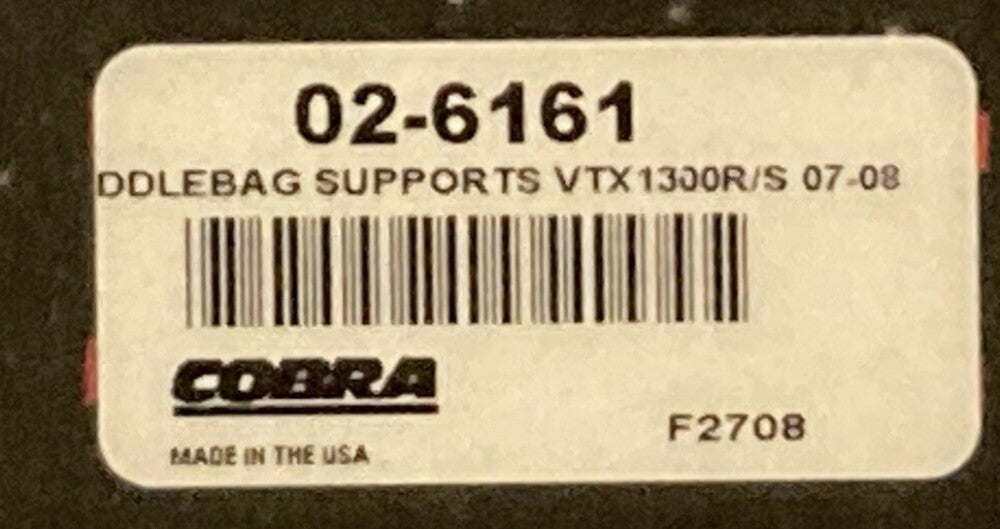 02-6161
DDLEBAG SUPPORTS VTX1300R/S 07-08
COBRA
F2708
MADE IN THE USA